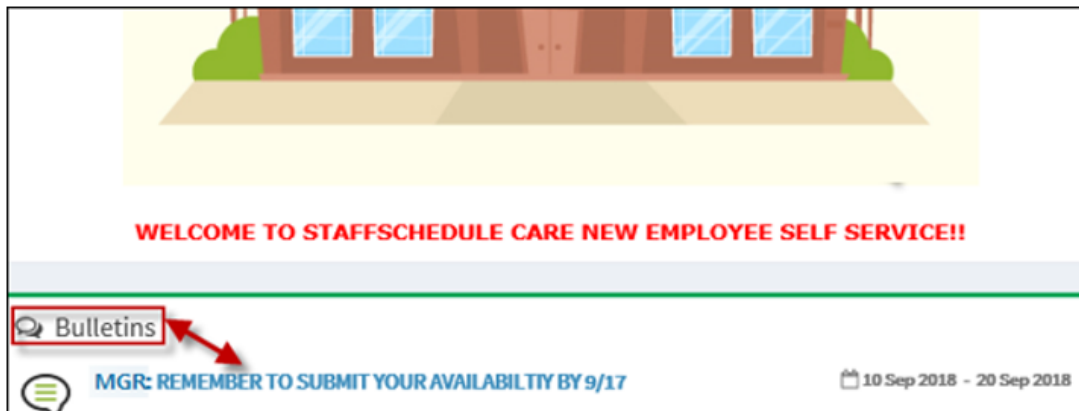 WELCOME TO STAFFSCHEDULE CARE NEW EMPLOYEE SELF SERVICE!!
Bulletins
MGR: REMEMBER TO SUBMIT YOUR AVAILABILTIY BY 9/17 10 Sep 2018 - 20 Sep 2018